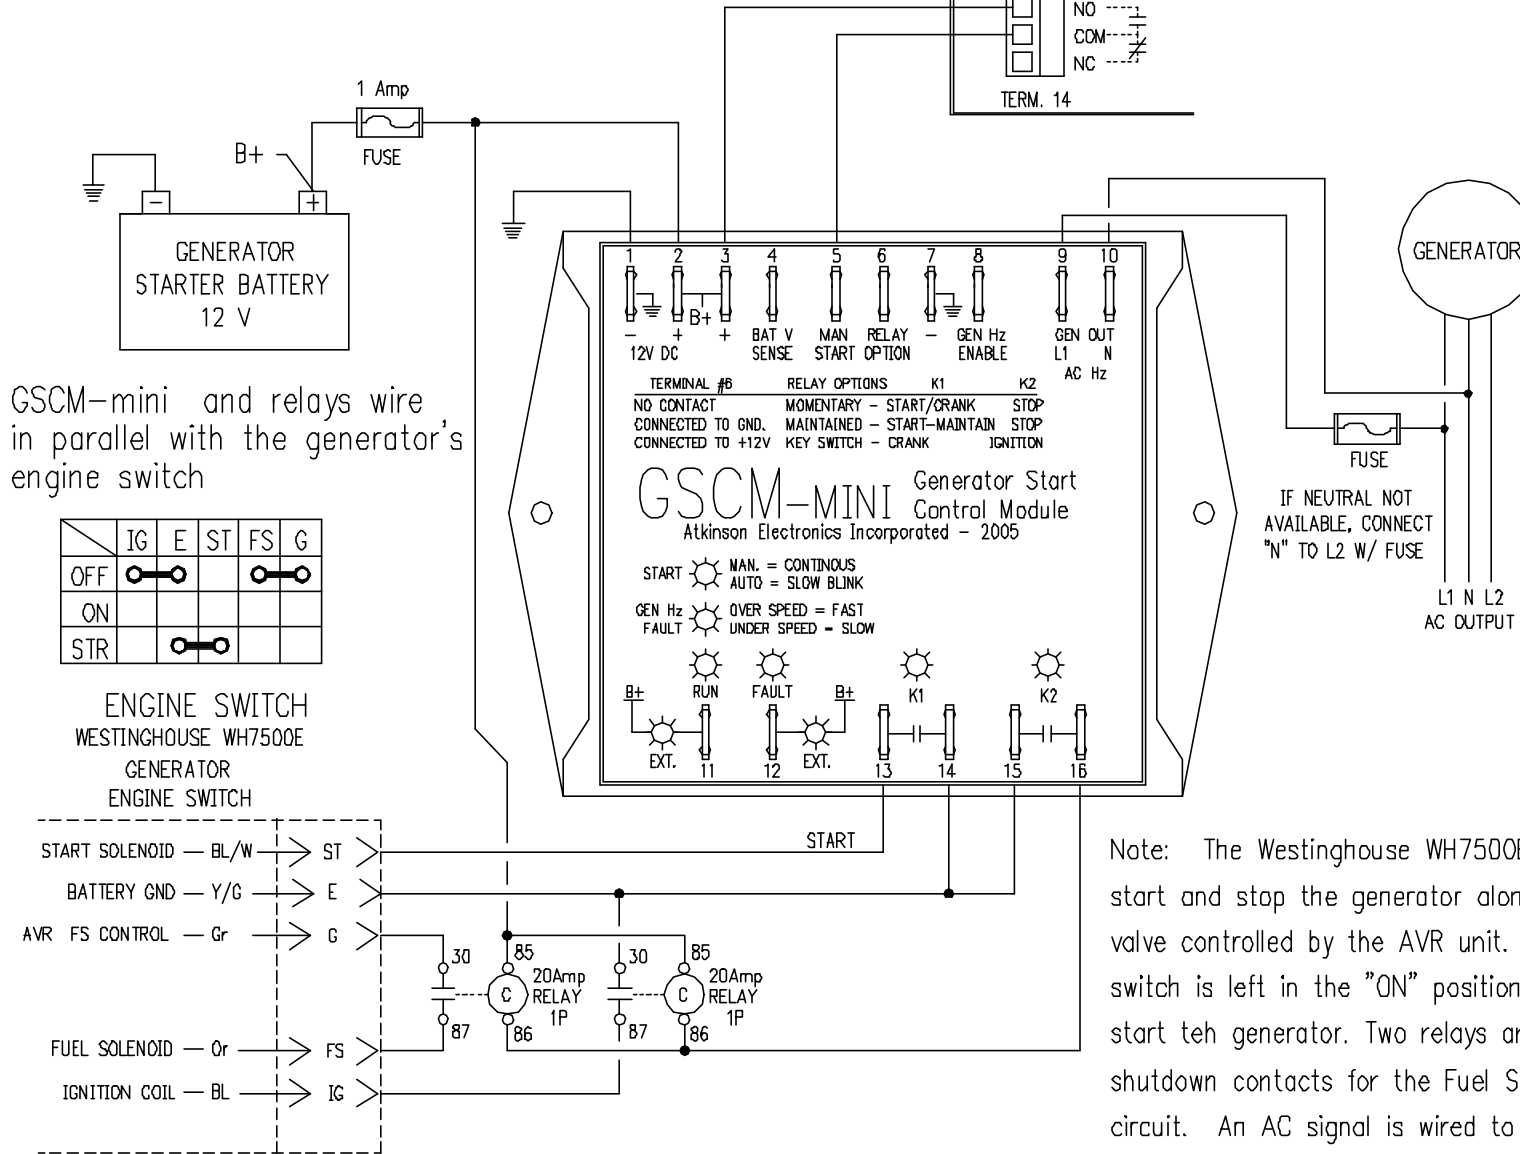 NO
COM
NC
TERM. 14
1 Amp
FUSE
B+
- +
GENERATOR
STARTER BATTERY
12 V
GENERATOR
1 2 3 4 5 6 7 8 9 10
B+
- + + BAT V SENSE MAN START RELAY OPTION - GEN Hz ENABLE GEN OUT
12V DC L1 N
AC Hz
TERMINAL #6 RELAY OPTIONS K1 K2
NO CONTACT MOMENTARY - START/CRANK STOP
CONNECTED TO GND. MAINTAINED - START-MAINTAIN STOP
CONNECTED TO +12V KEY SWITCH - CRANK IGNITION
GSCM-MINI Generator Start
Control Module
Atkinson Electronics Incorporated - 2005
START MAN. = CONTINOUS
AUTO = SLOW BLINK
GEN Hz OVER SPEED = FAST
FAULT UNDER SPEED - SLOW
RUN FAULT K1 K2
B+ B+
EXT. 11 12 EXT. 13 14 15 16
FUSE
IF NEUTRAL NOT
AVAILABLE, CONNECT
"N" TO L2 W/ FUSE
L1 N L2
AC OUTPUT
GSCM-mini and relays wire
in parallel with the generator's
engine switch
IG E ST FS G
OFF
ON
STR
ENGINE SWITCH
WESTINGHOUSE WH7500E
GENERATOR
ENGINE SWITCH
START SOLENOID - BL/W ST START
BATTERY GND - Y/G E
AVR FS CONTROL - Gr G
30 85 30 85
C 20Amp RELAY 1P C 20Amp RELAY 1P
87 86 87 86
FUEL SOLENOID - Or FS
IGNITION COIL - BL IG
Note: The Westinghouse WH7500E
start and stop the generator alon
valve controlled by the AVR unit.
switch is left in the "ON" position
start teh generator. Two relays ar
shutdown contacts for the Fuel S
circuit. An AC signal is wired to